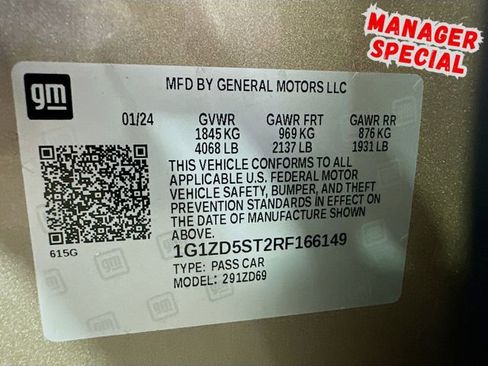 MANAGER
SPECIAL
gm
MFD BY GENERAL MOTORS LLC
01/24 GVWR GAWR FRT GAWR RR
1845 KG 969 KG 876 KG
4068 LB 2137 LB 1931 LB
THIS VEHICLE CONFORMS TO ALL
APPLICABLE U.S. FEDERAL MOTOR
VEHICLE SAFETY, BUMPER, AND THEFT
PREVENTION STANDARDS IN EFFECT ON
THE DATE OF MANUFACTURE SHOWN
ABOVE.
615G
1G1ZD5ST2RF166149
TYPE: PASS CAR
MODEL: 291ZD69